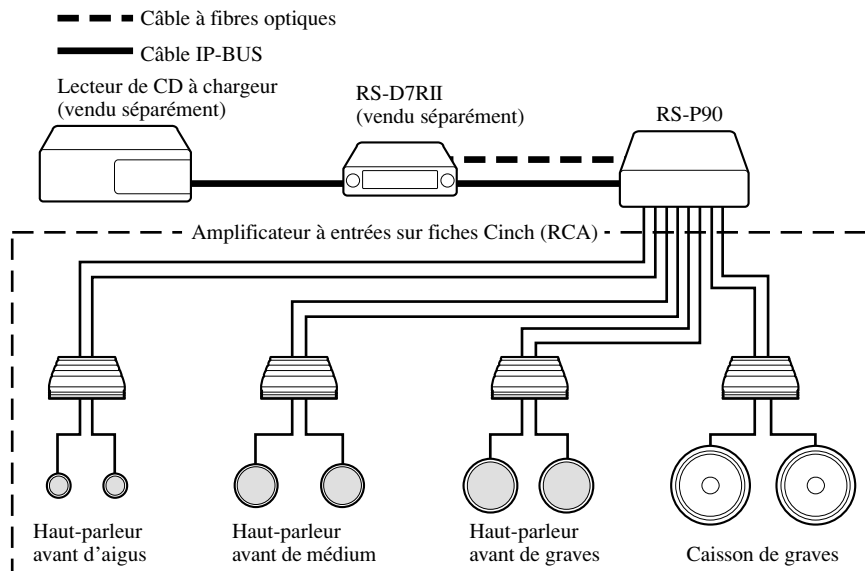 Câble à fibres optiques
Câble IP-BUS
Lecteur de CD à chargeur
(vendu séparément)
RS-D7RII
(vendu séparément)
RS-P90
Amplificateur à entrées sur fiches Cinch (RCA)
Haut-parleur
avant d’aigus
Haut-parleur
avant de médium
Haut-parleur
avant de graves
Caisson de graves